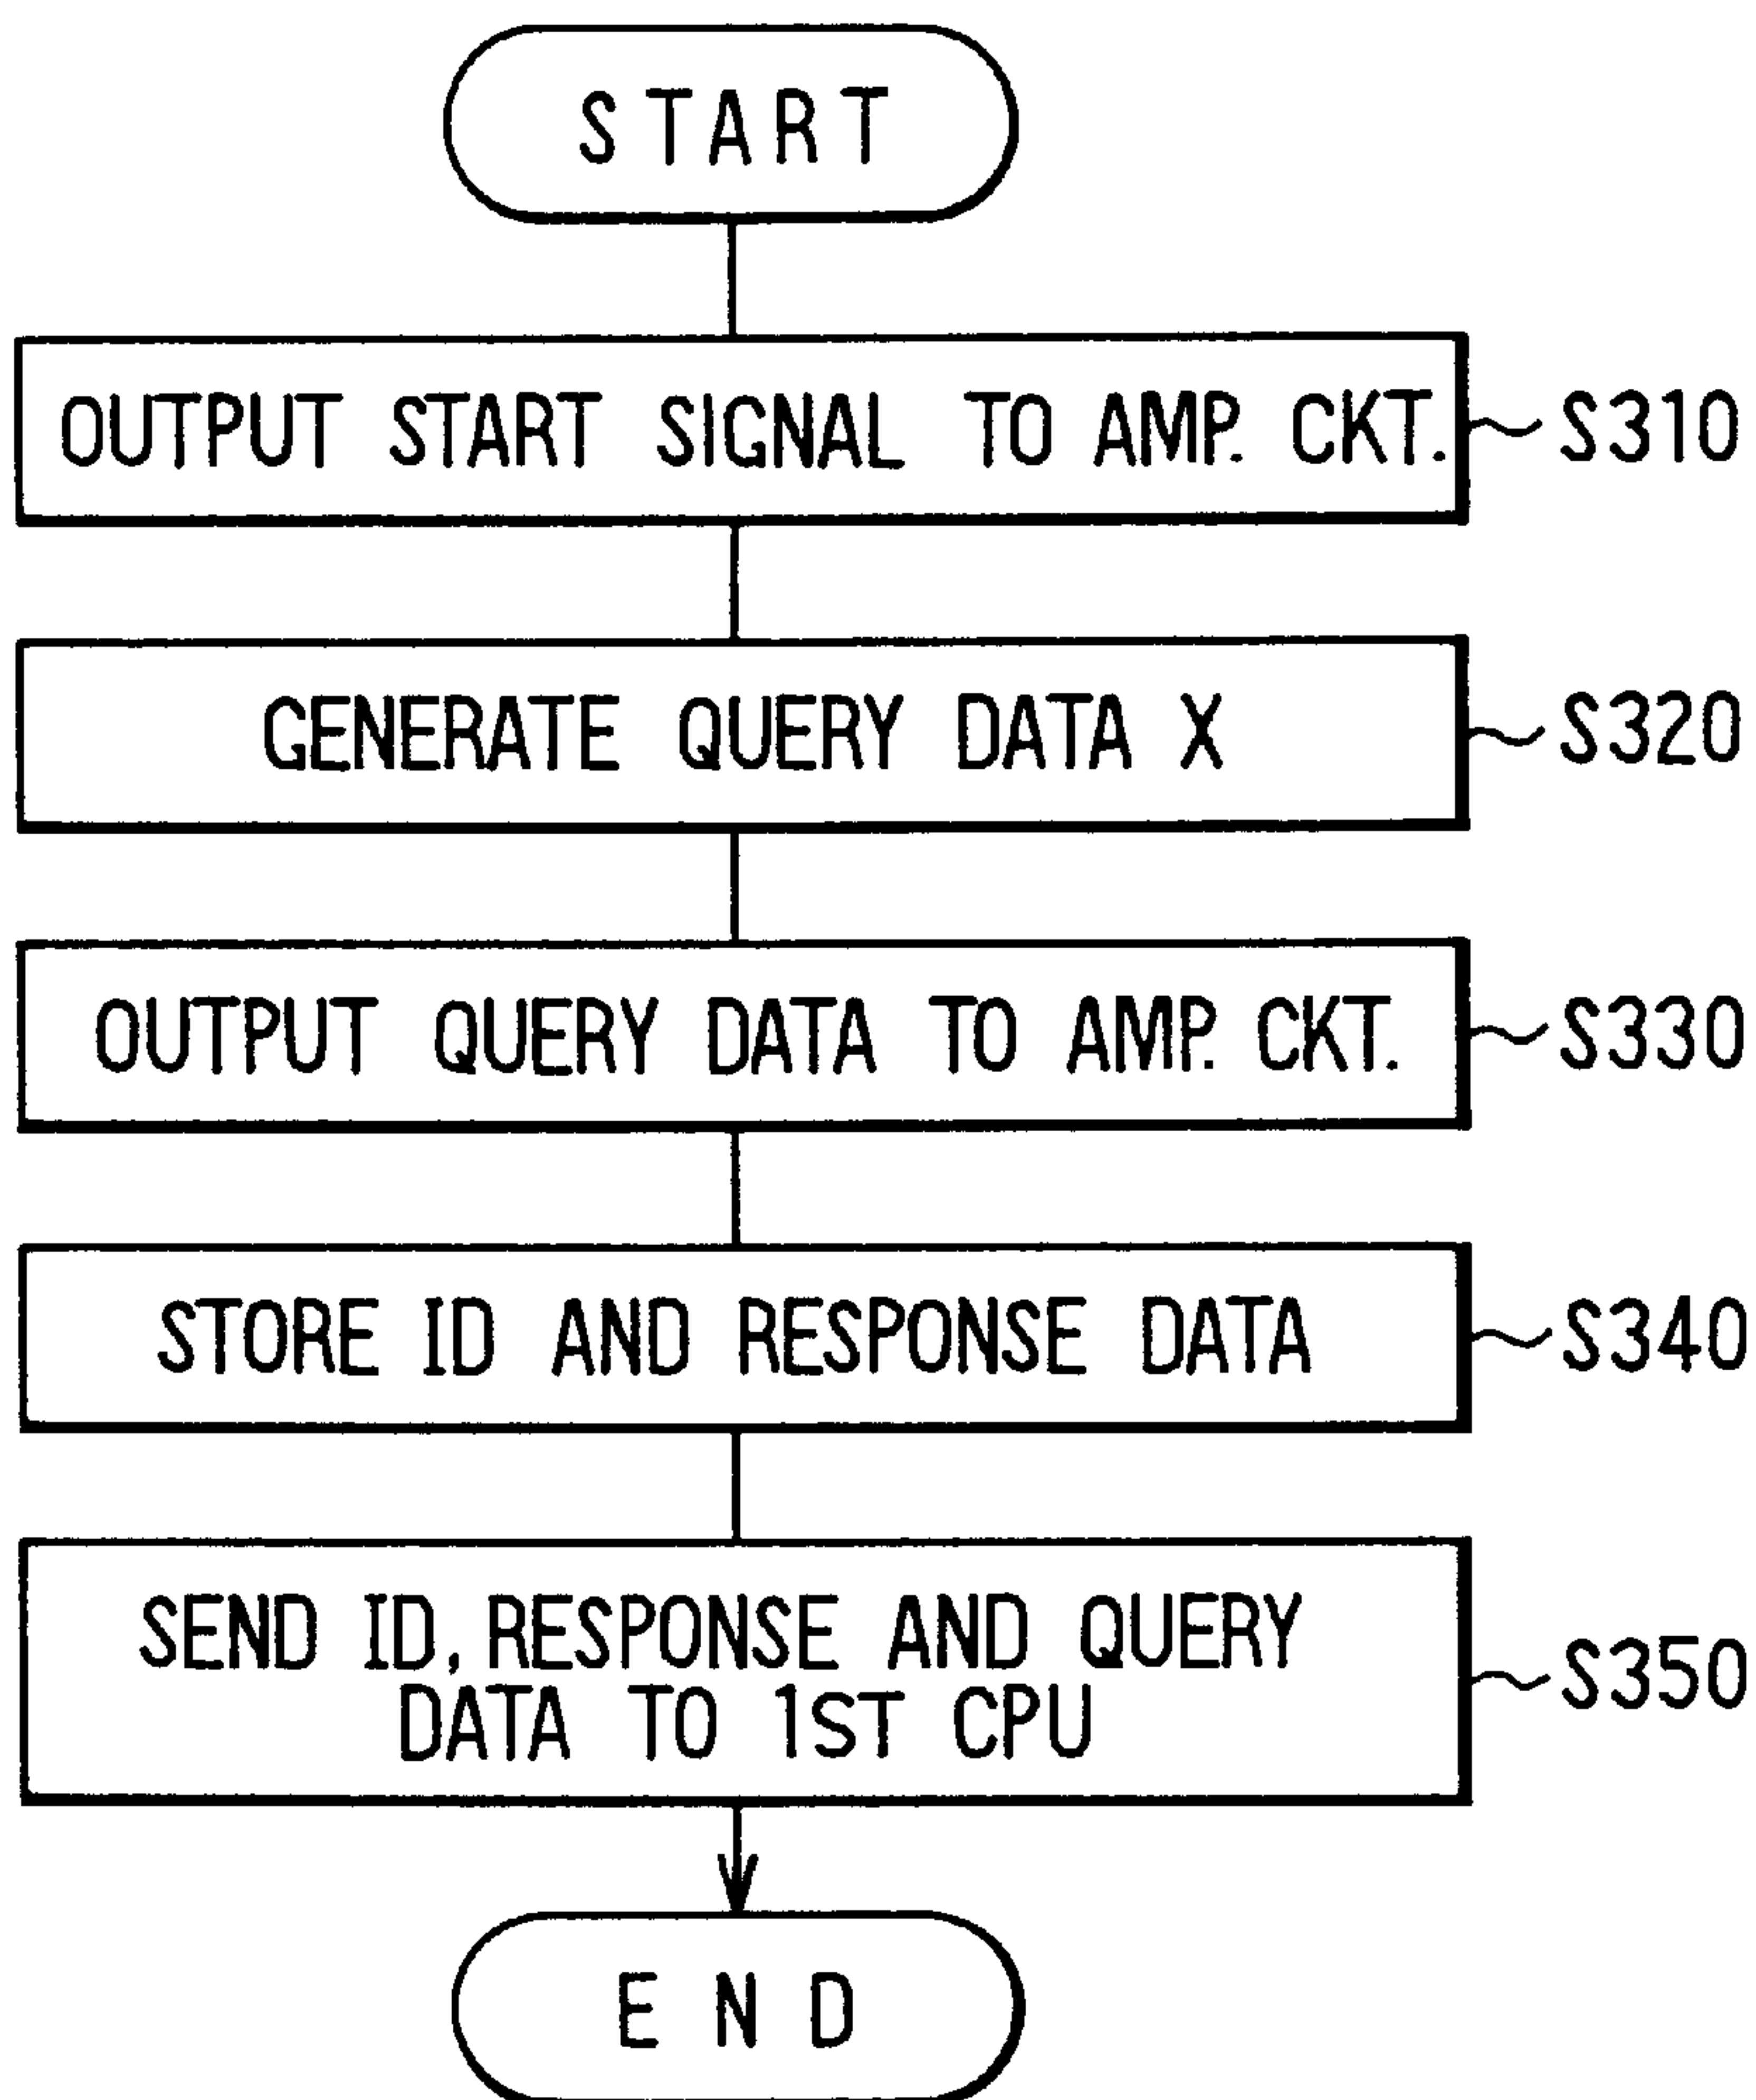 START
OUTPUT START SIGNAL TO AMP. CKT.
S310
GENERATE QUERY DATA X
S320
OUTPUT QUERY DATA TO AMP. CKT.
S330
STORE ID AND RESPONSE DATA
S340
SEND ID, RESPONSE AND QUERY
DATA TO 1ST CPU
S350
END